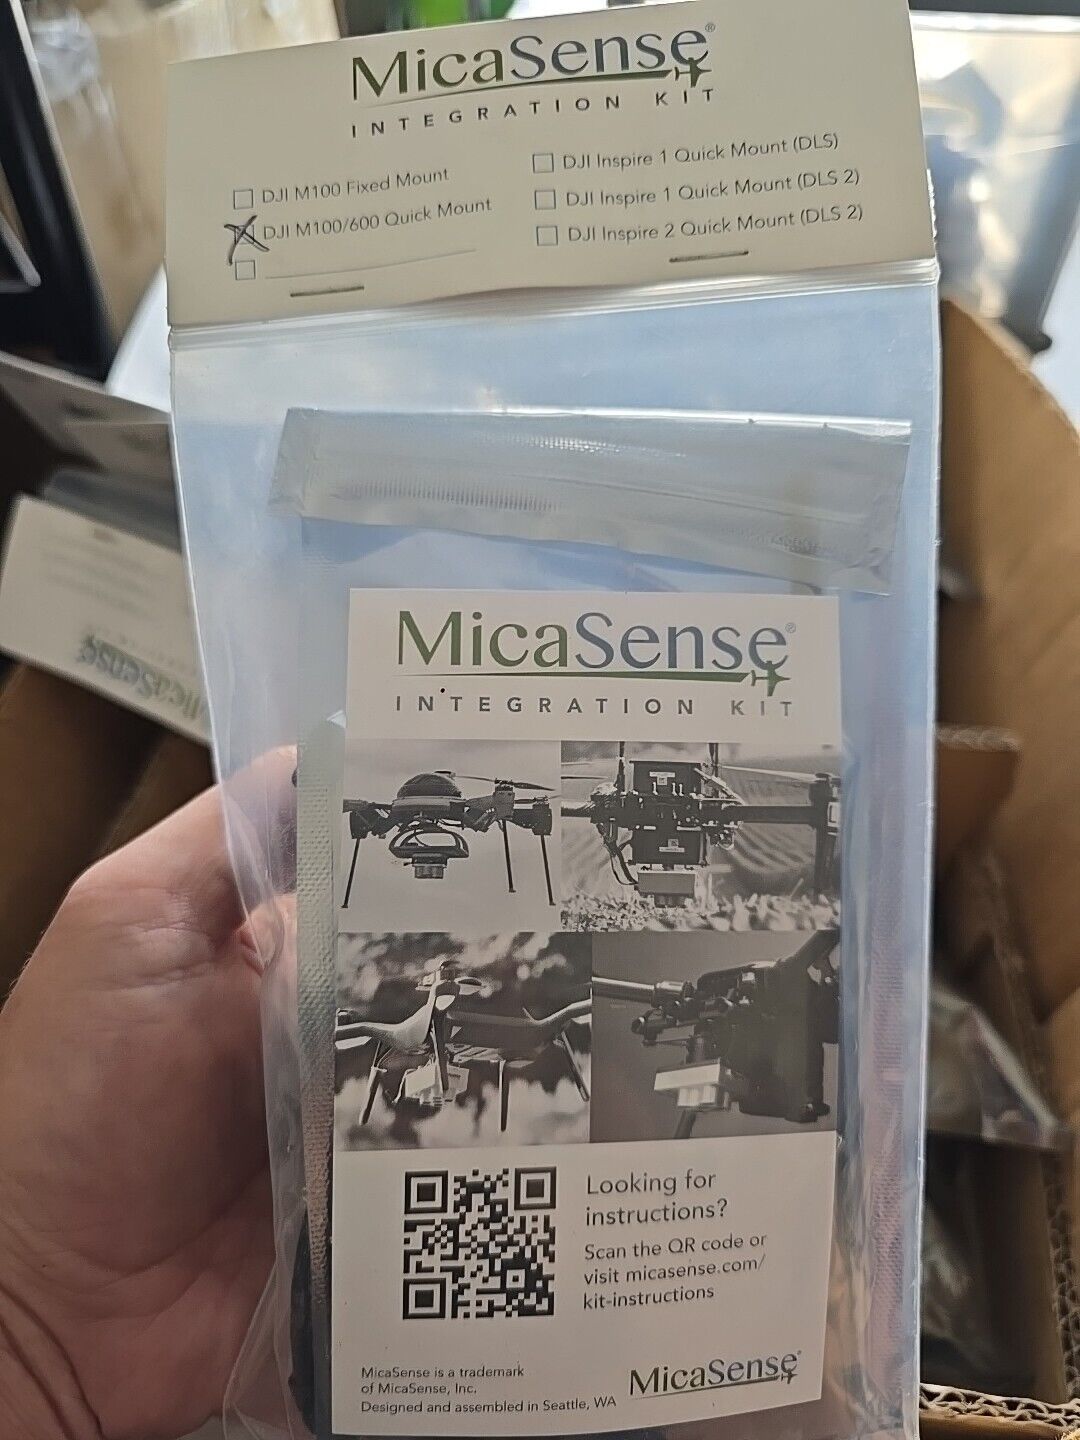 MicaSense®
INTEGRATION KIT
DJI M100 Fixed Mount
DJI M100/600 Quick Mount
DJI Inspire 1 Quick Mount (DLS)
DJI Inspire 1 Quick Mount (DLS 2)
DJI Inspire 2 Quick Mount (DLS 2)
MicaSense®
INTEGRATION KIT
Looking for
instructions?
Scan the QR code or
visit micasense.com/
kit-instructions
MicaSense is a trademark
of MicaSense, Inc.
Designed and assembled in Seattle, WA
MicaSense®
MicaSense